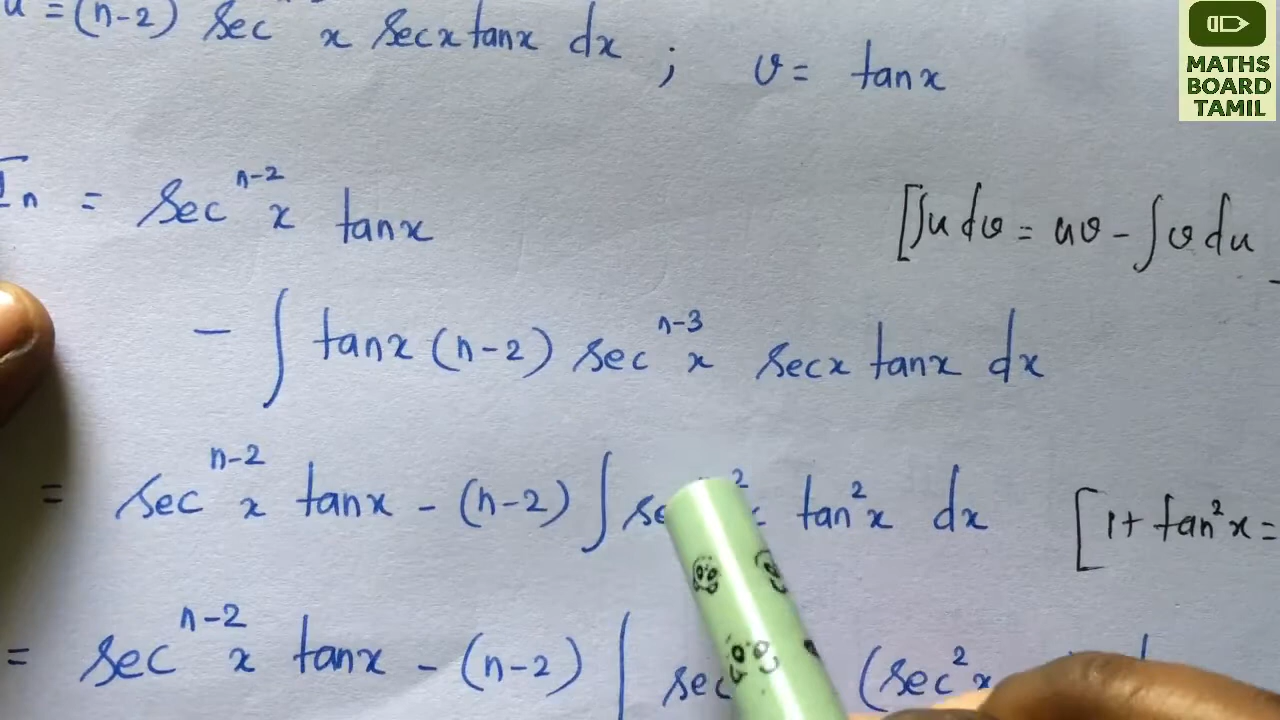 = (n-2) sec x secx tanx dx ; v = tanx
MATHS
BOARD
TAMIL
In = sec^{n-2} x tanx [∫u dv = uv - ∫v du
- ∫ tanx (n-2) sec^{n-3} x secx tanx dx
= sec^{n-2} x tanx - (n-2) ∫ tan^2 x dx [1 + tan^2 x =
= sec^{n-2} x tanx - (n-2) ∫ sec (sec^2 x